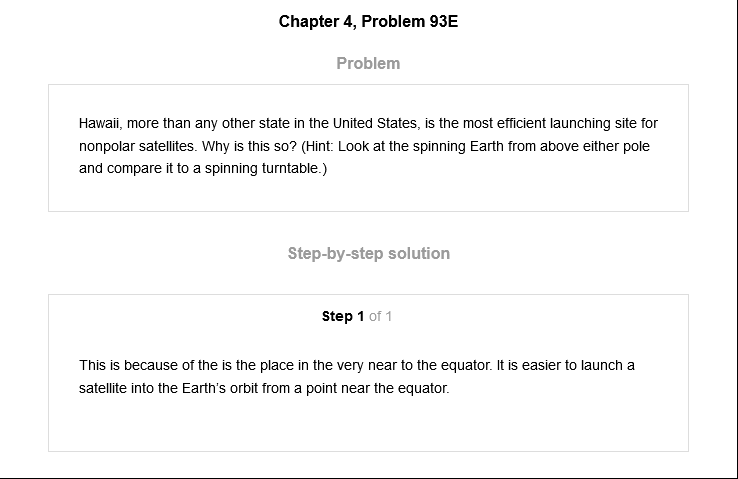 Chapter 4, Problem 93E
Problem
Hawaii, more than any other state in the United States, is the most efficient launching site for
nonpolar satellites. Why is this so? (Hint: Look at the spinning Earth from above either pole
and compare it to a spinning turntable.)
Step-by-step solution
Step 1 of 1
This is because of the is the place in the very near to the equator. It is easier to launch a
satellite into the Earth's orbit from a point near the equator.